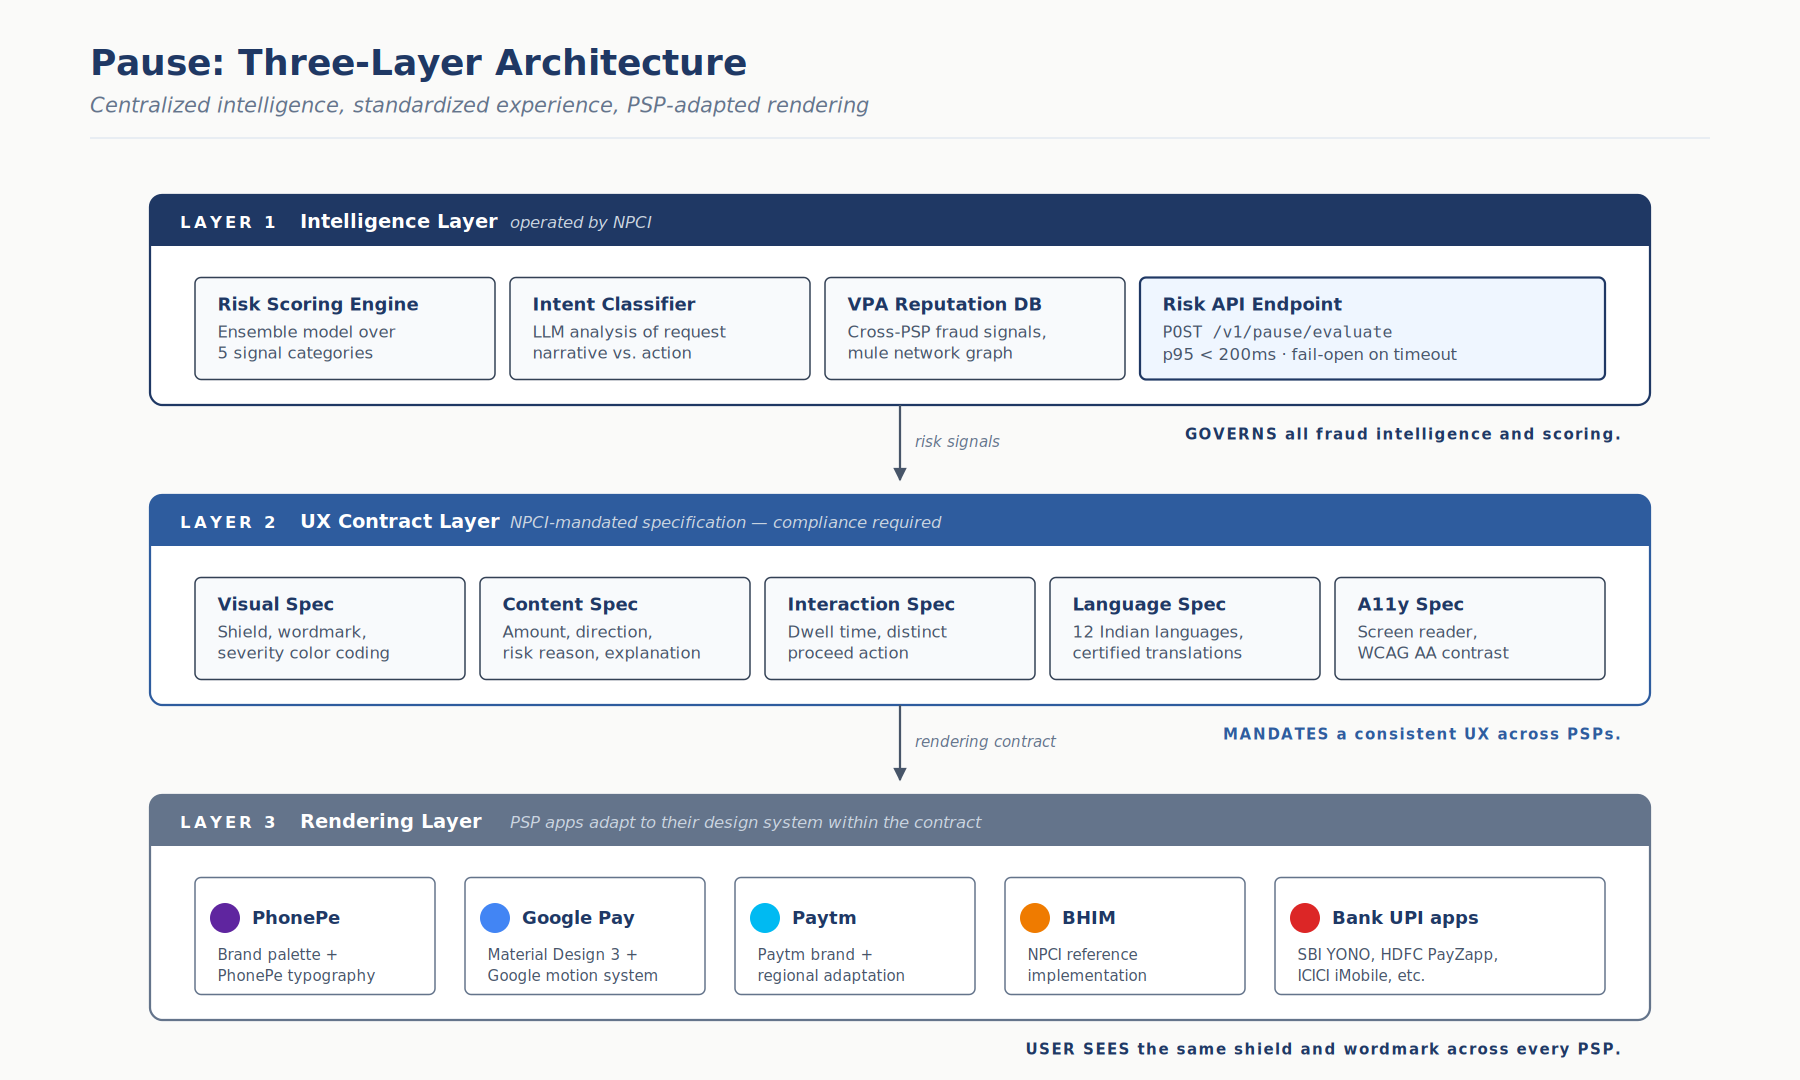 Pause: Three-Layer Architecture
Centralized intelligence, standardized experience, PSP-adapted rendering
LAYER 1 Intelligence Layer operated by NPCI
Risk Scoring Engine
Ensemble model over
5 signal categories
Intent Classifier
LLM analysis of request
narrative vs. action
VPA Reputation DB
Cross-PSP fraud signals,
mule network graph
Risk API Endpoint
POST /v1/pause/evaluate
p95 < 200ms · fail-open on timeout
risk signals
GOVERNS all fraud intelligence and scoring.
LAYER 2 UX Contract Layer NPCI-mandated specification — compliance required
Visual Spec
Shield, wordmark,
severity color coding
Content Spec
Amount, direction,
risk reason, explanation
Interaction Spec
Dwell time, distinct
proceed action
Language Spec
12 Indian languages,
certified translations
A11y Spec
Screen reader,
WCAG AA contrast
rendering contract
MANDATES a consistent UX across PSPs.
LAYER 3 Rendering Layer PSP apps adapt to their design system within the contract
PhonePe
Brand palette +
PhonePe typography
Google Pay
Material Design 3 +
Google motion system
Paytm
Paytm brand +
regional adaptation
BHIM
NPCI reference
implementation
Bank UPI apps
SBI YONO, HDFC PayZapp,
ICICI iMobile, etc.
USER SEES the same shield and wordmark across every PSP.